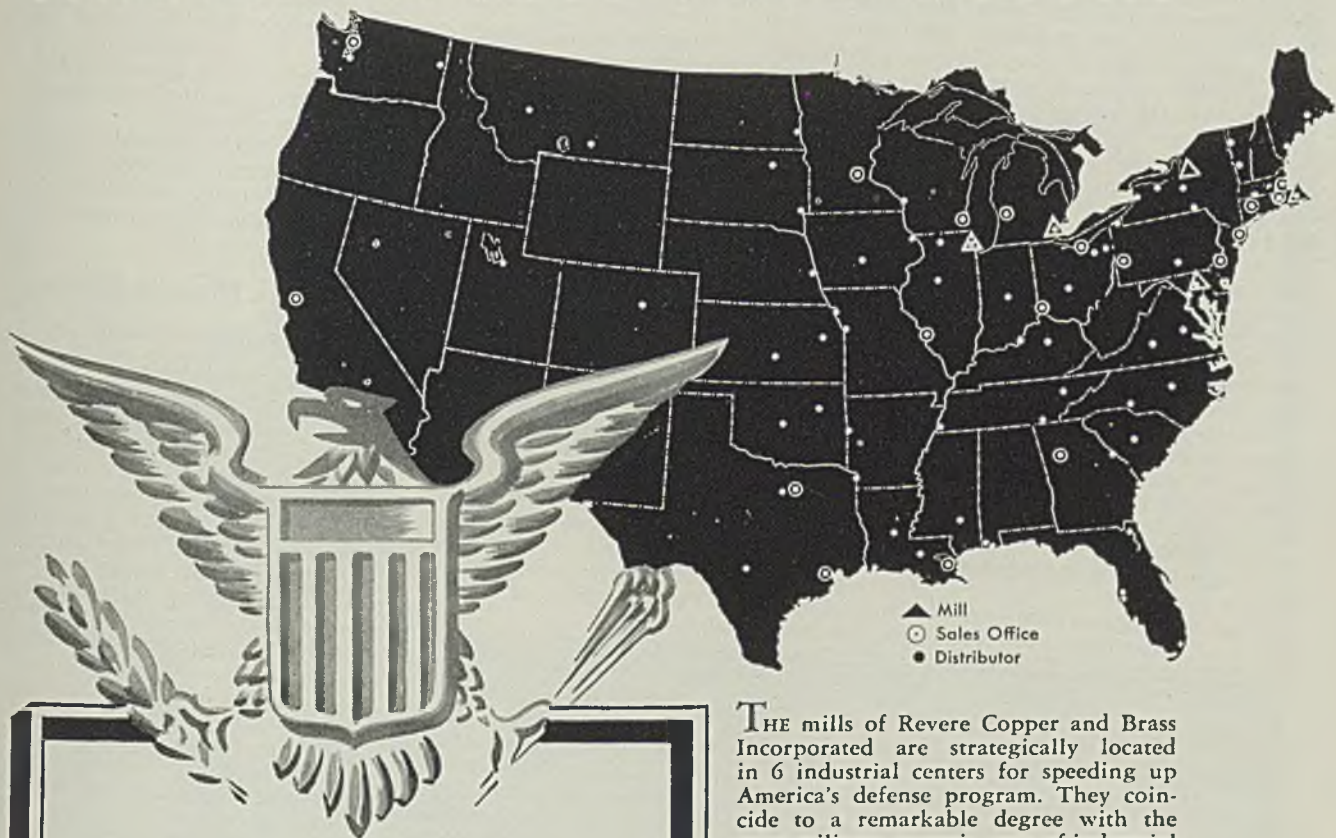 ▲ Mill
⊙ Sales Office
● Distributor
THE mills of Revere Copper and Brass
Incorporated are strategically located
in 6 industrial centers for speeding up
America's defense program. They coin-
cide to a remarkable degree with the